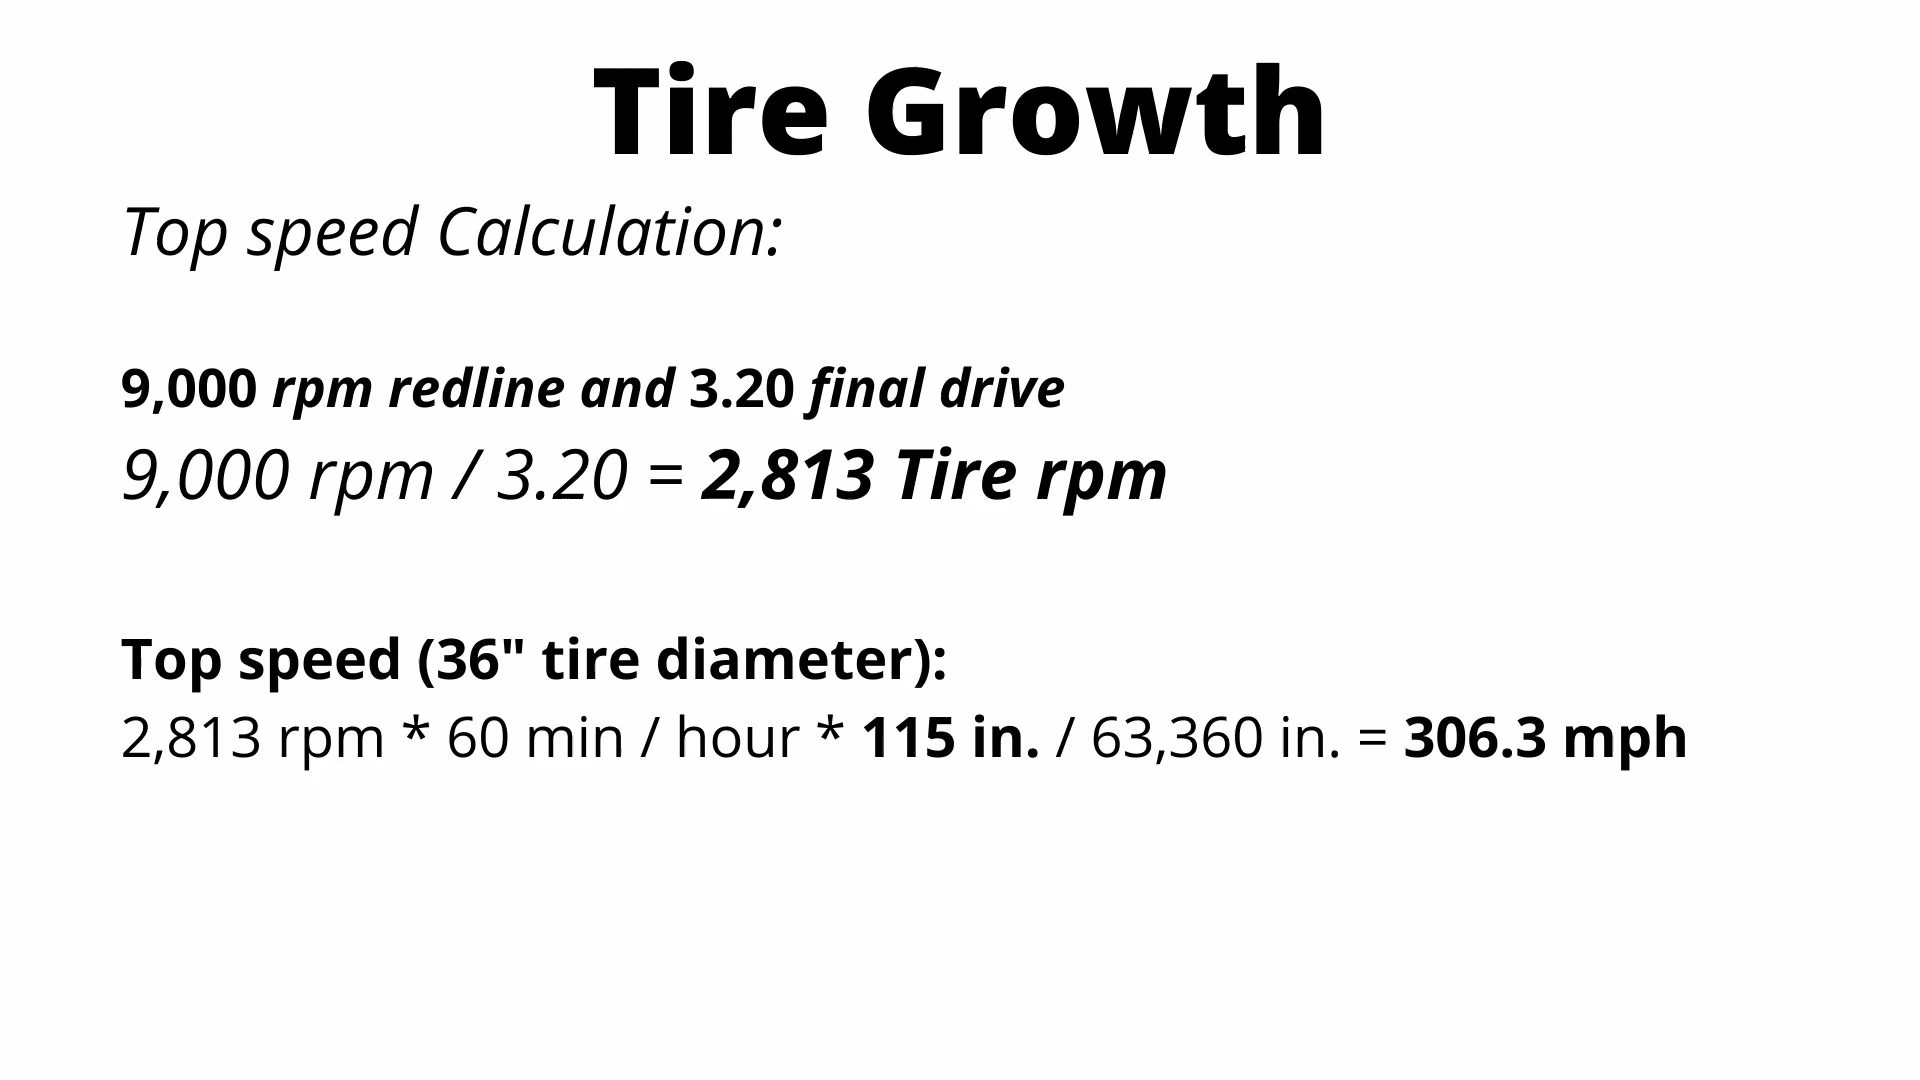 Tire Growth
Top speed Calculation:
9,000 rpm redline and 3.20 final drive
9,000 rpm / 3.20 = 2,813 Tire rpm
Top speed (36" tire diameter):
2,813 rpm * 60 min / hour * 115 in. / 63,360 in. = 306.3 mph